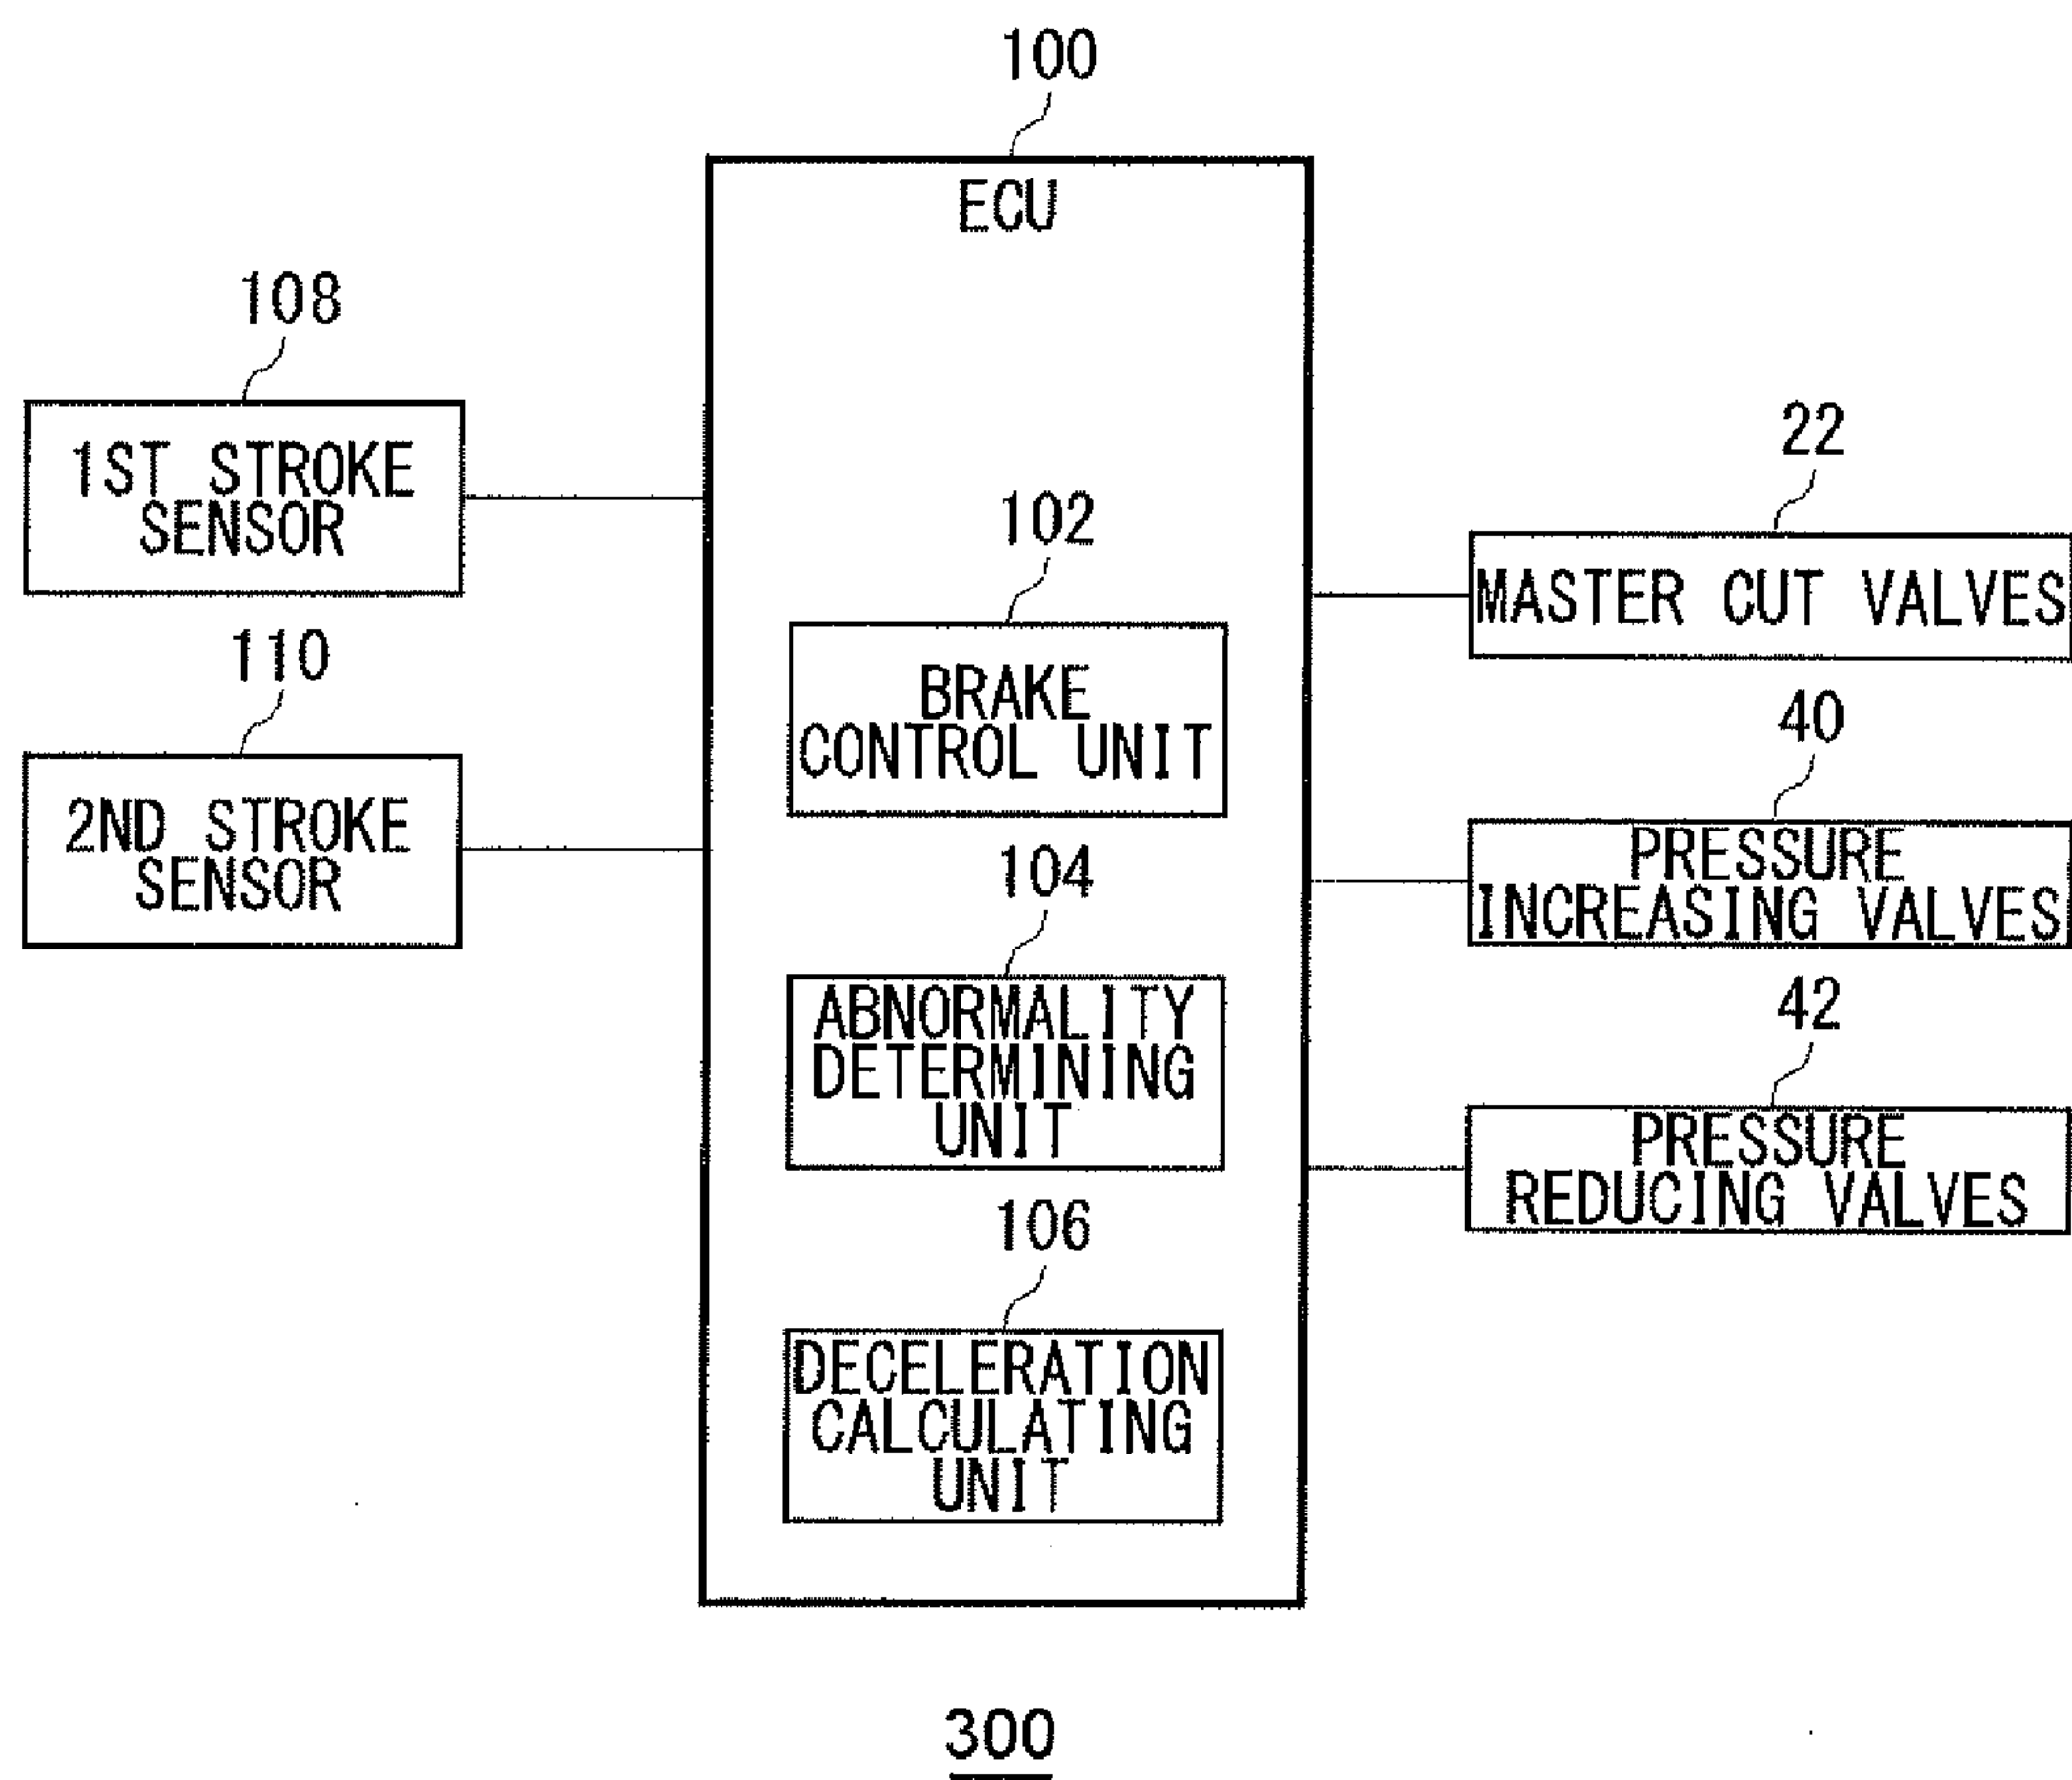 100
ECU
108
1ST STROKE
SENSOR
110
2ND STROKE
SENSOR
102
BRAKE
CONTROL UNIT
104
ABNORMALITY
DETERMINING
UNIT
106
DECELERATION
CALCULATING
UNIT
22
MASTER CUT VALVES
40
PRESSURE
INCREASING VALVES
42
PRESSURE
REDUCING VALVES
300